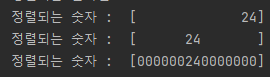 정렬되는 숫자 :  [              24]
정렬되는 숫자 :  [       24       ]
정렬되는 숫자 :  [0000000240000000]